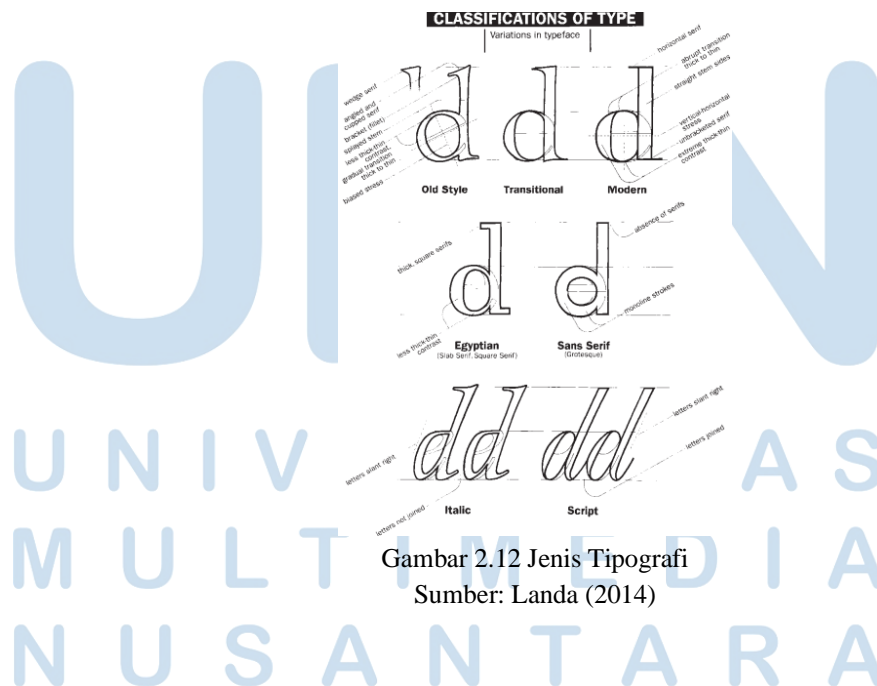 CLASSIFICATIONS OF TYPE
Variations in typeface
wedge serif
angled and
cupped serif
bracket (fillet)
splayed stem
less thick-thin
contrast,
gradual transition
thick to thin
biased stress
horizontal serif
abrupt transition
thick to thin
straight stem sides
vertical-horizontal
stress
unbracketed serif
extreme thick-thin
contrast
d d d
Old Style Transitional Modern
thick, square serifs
less thick-thin
contrast
absence of serifs
monoline strokes
d d
Egyptian Sans Serif
(Slab Serif, Square Serif) (Grotesque)
letters slant right
letters not joined
letters slant right
letters joined
dd dd
Italic Script
Gambar 2.12 Jenis Tipografi
Sumber: Landa (2014)
U N
U N I V A S
M U L T I M E D I A
N U S A N T A R A